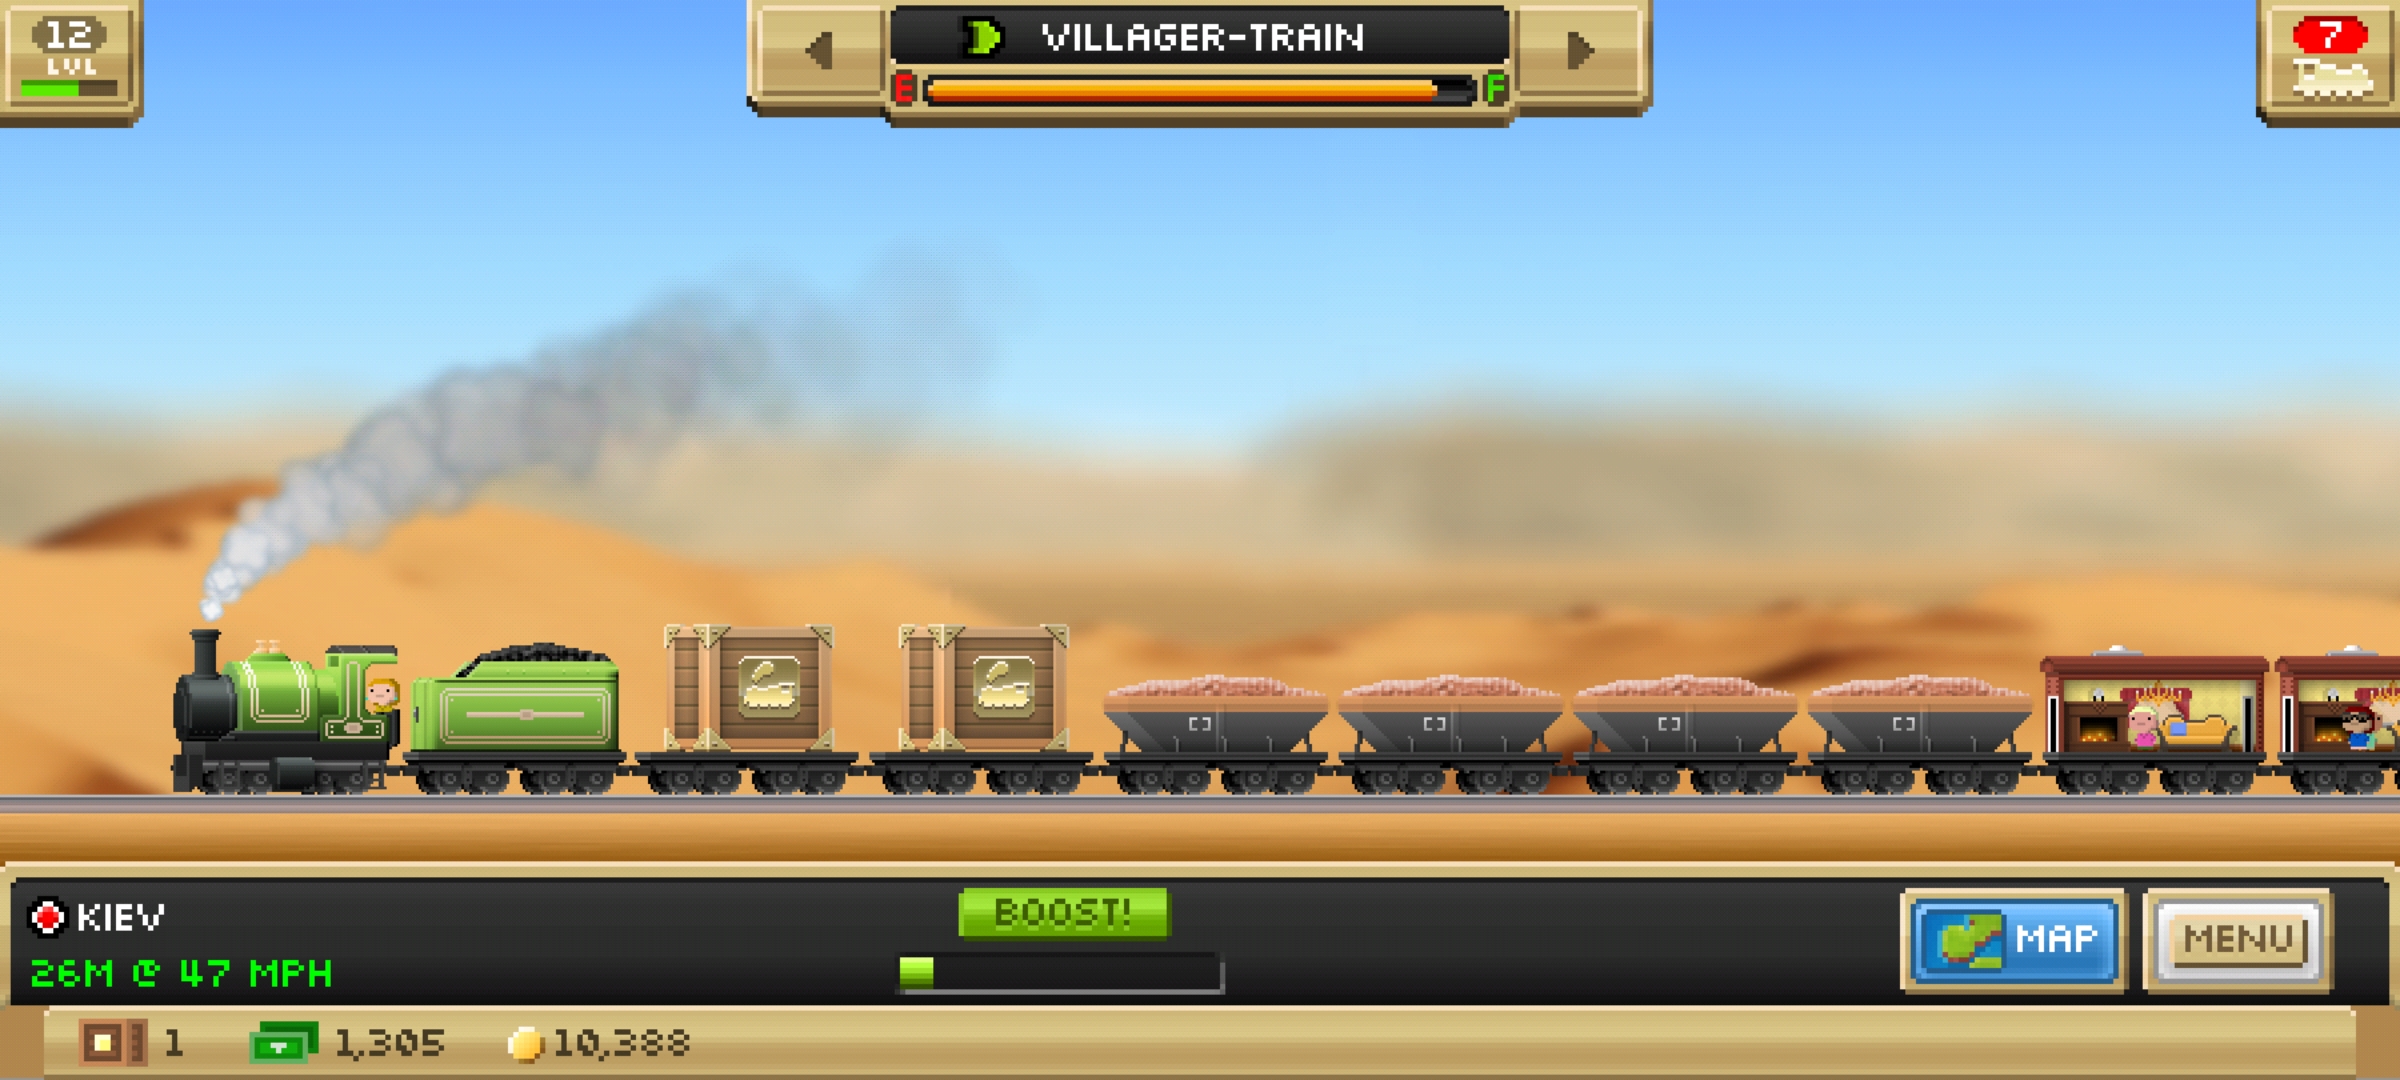 12
LVL
VILLAGER-TRAIN
E
F
7
KIEV
26M @ 47 MPH
BOOST!
MAP
MENU
1
1,305
10,388